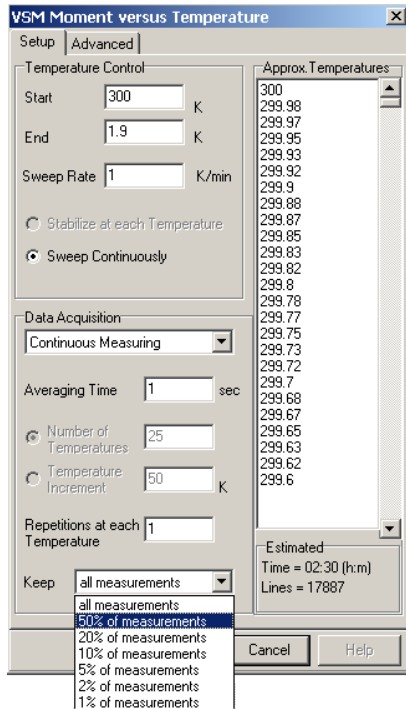 VSM Moment versus Temperature
Setup
Advanced
Temperature Control
Start 300 K
End 1.9 K
Sweep Rate 1 K/min
Stabilize at each Temperature
Sweep Continuously
Data Acquisition
Continuous Measuring
Averaging Time 1 sec
Number of
Temperatures 25
Temperature
Increment 50 K
Repetitions at each
Temperature 1
Keep all measurements
all measurements
50% of measurements
20% of measurements
10% of measurements
5% of measurements
2% of measurements
1% of measurements
Approx.Temperatures
300
299.98
299.97
299.95
299.93
299.92
299.9
299.88
299.87
299.85
299.83
299.82
299.8
299.78
299.77
299.75
299.73
299.72
299.7
299.68
299.67
299.65
299.63
299.62
299.6
Estimated
Time = 02:30 (h:m)
Lines = 17887
Cancel
Help